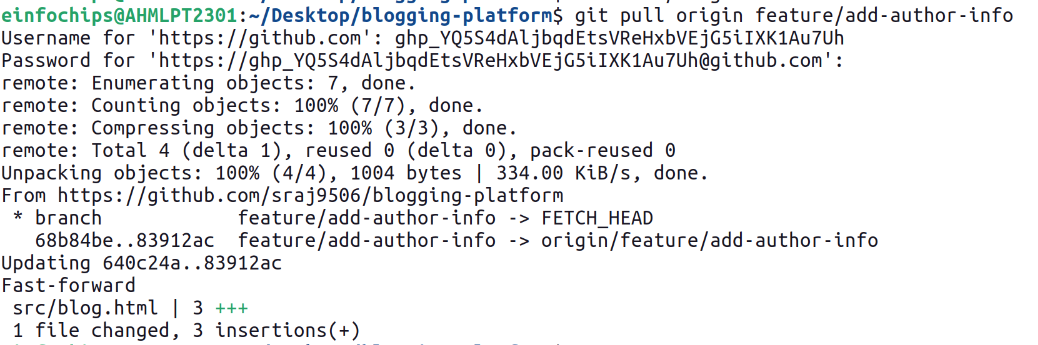 einfochips@AHMLPT2301:~/Desktop/blogging-platform$ git pull origin feature/add-author-info
Username for 'https://github.com': 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
Password for 'https://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@github.com':
remote: Enumerating objects: 7, done.
remote: Counting objects: 100% (7/7), done.
remote: Compressing objects: 100% (3/3), done.
remote: Total 4 (delta 1), reused 0 (delta 0), pack-reused 0
Unpacking objects: 100% (4/4), 1004 bytes | 334.00 KiB/s, done.
From https://github.com/sraj9506/blogging-platform
 * branch            feature/add-author-info -> FETCH_HEAD
   68b84be..83912ac  feature/add-author-info -> origin/feature/add-author-info
Updating 640c24a..83912ac
Fast-forward
 src/blog.html | 3 +++
 1 file changed, 3 insertions(+)